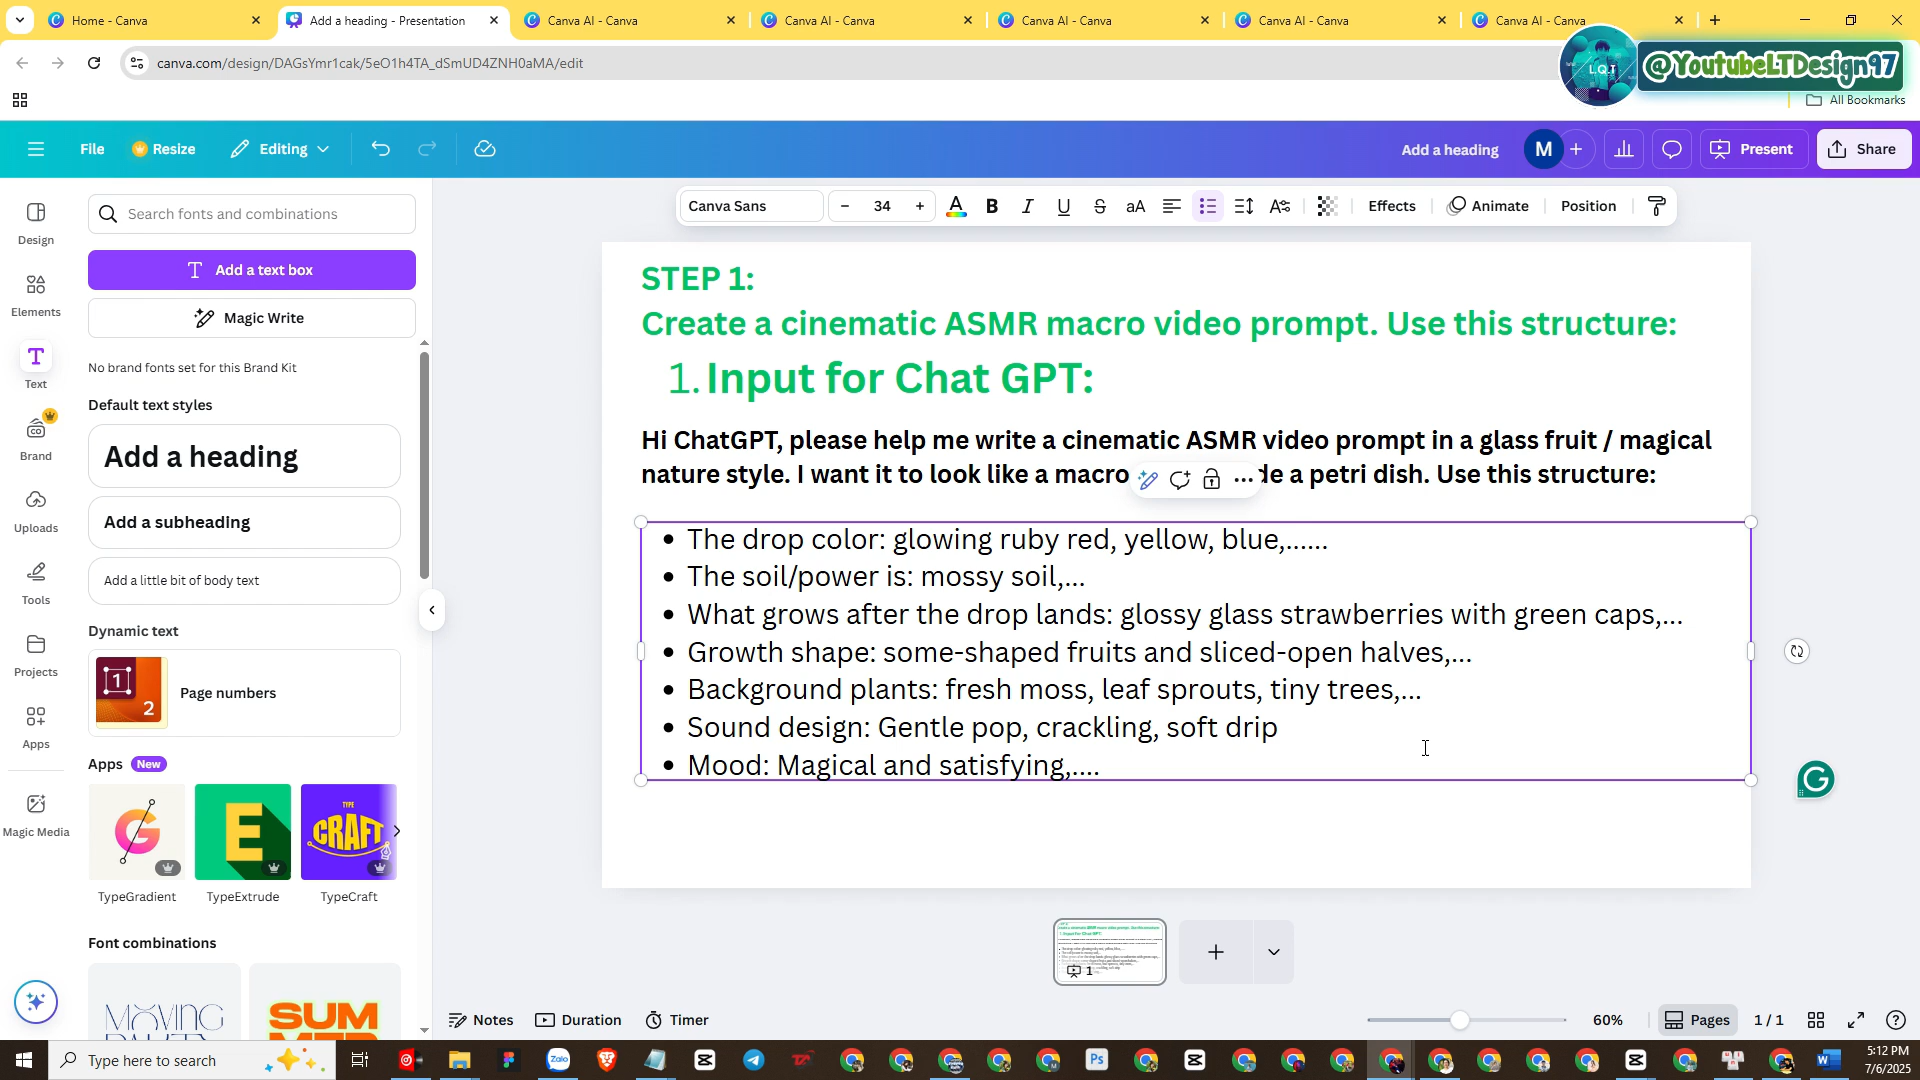 Home - Canva
Add a heading - Presentation
Canva AI - Canva
Canva AI - Canva
Canva AI - Canva
Canva AI - Canva
Canva AI - Canva
canva.com/design/DAGsYmr1cak/5eO1h4TA_dSmUD4ZNH0aMA/edit
L.Q.T
@YoutubeLTDesign97
All Bookmarks
File
Resize
Editing
Add a heading
M
Present
Share
Design
Elements
Text
Brand
Uploads
Tools
Projects
Apps
Magic Media
Search fonts and combinations
Add a text box
Magic Write
No brand fonts set for this Brand Kit
Default text styles
Add a heading
Add a subheading
Add a little bit of body text
Dynamic text
1
2
Page numbers
Apps New
TYPE
CRAFT
TypeGradient
TypeExtrude
TypeCraft
Font combinations
Canva Sans
– 34 +
A B I U S aA
Effects
Animate
Position
STEP 1:
Create a cinematic ASMR macro video prompt. Use this structure:
1. Input for Chat GPT:
Hi ChatGPT, please help me write a cinematic ASMR video prompt in a glass fruit / magical
nature style. I want it to look like a macro de a petri dish. Use this structure:
• The drop color: glowing ruby red, yellow, blue,......
• The soil/power is: mossy soil,...
• What grows after the drop lands: glossy glass strawberries with green caps,...
• Growth shape: some-shaped fruits and sliced-open halves,...
• Background plants: fresh moss, leaf sprouts, tiny trees,...
• Sound design: Gentle pop, crackling, soft drip
• Mood: Magical and satisfying,....
1
Notes
Duration
Timer
60%
Pages
1 / 1
Type here to search
Zalo
Ps
5:12 PM
7/6/2025